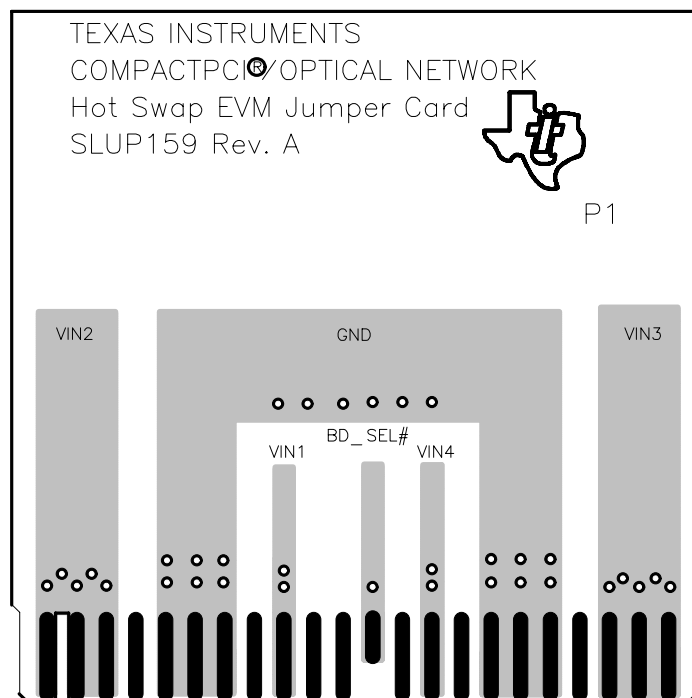 TEXAS INSTRUMENTS
COMPACTPCI®/OPTICAL NETWORK
Hot Swap EVM Jumper Card
SLUP159 Rev. A
P1
VIN2
GND
VIN3
BD_SEL#
VIN1
VIN4